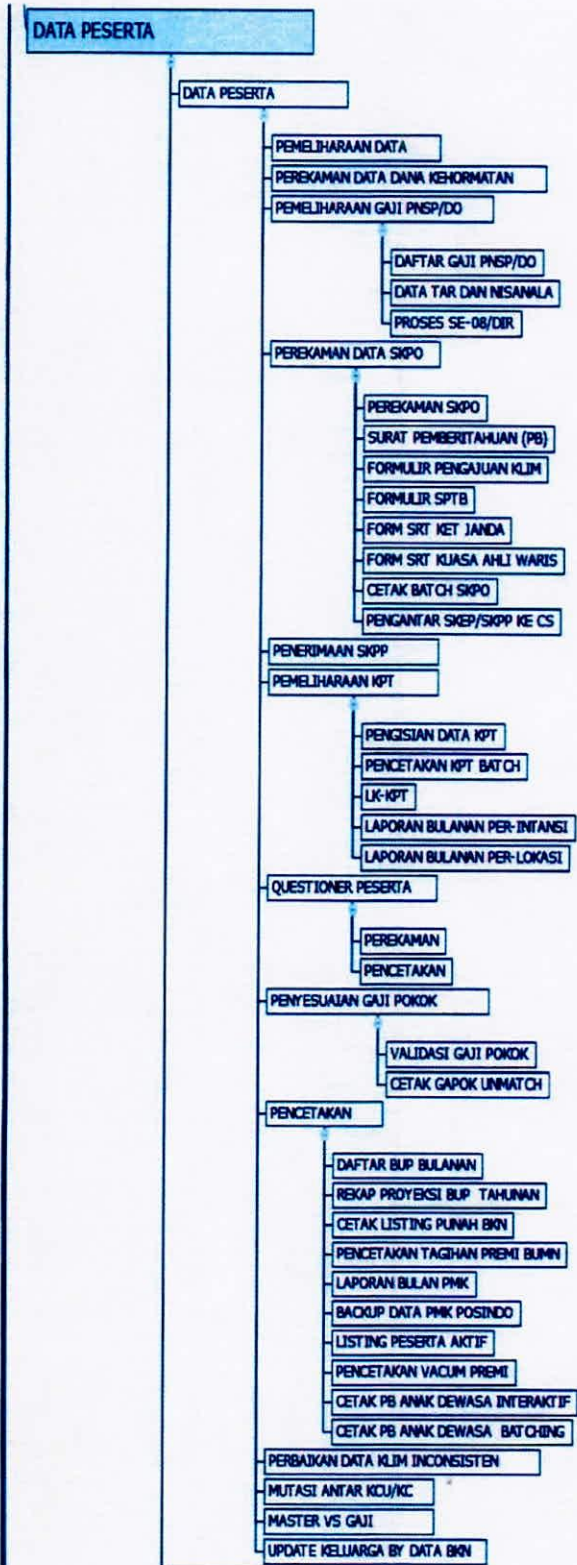 DATA PESERTA
DATA PESERTA
PEMELIHARAAN DATA
PEREKAMAN DATA DANA KEHORMATAN
PEMELIHARAAN GAJI PNSP/DO
DAFTAR GAJI PNSP/DO
DATA TAR DAN NISANALA
PROSES SE-08/DIR
PEREKAMAN DATA SKPO
PEREKAMAN SKPO
SURAT PEMBERITAHUAN (PB)
FORMULIR PENGAJUAN KLIM
FORMULIR SPTB
FORM SRT KET JANDA
FORM SRT KUASA AHLI WARIS
CETAK BATCH SKPO
PENGANTAR SKEP/SKPP KE CS
PENERIMAAN SKPP
PEMELIHARAAN KPT
PENGISIAN DATA KPT
PENCETAKAN KPT BATCH
LK-KPT
LAPORAN BULANAN PER-INTANSI
LAPORAN BULANAN PER-LOKASI
QUESTIONER PESERTA
PEREKAMAN
PENCETAKAN
PENYESUAIAN GAJI POKOK
VALIDASI GAJI POKOK
CETAK GAPOK UNMATCH
PENCETAKAN
DAFTAR BUP BULANAN
REKAP PROYEKSI BUP TAHUNAN
CETAK LISTING PUNAH BKN
PENCETAKAN TAGIHAN PREMI BUMN
LAPORAN BULAN PMK
BACKUP DATA PMK POSINDO
LISTING PESERTA AKTIF
PENCETAKAN VACUM PREMI
CETAK PB ANAK DEWASA INTERAKTIF
CETAK PB ANAK DEWASA BATCHING
PERBAIKAN DATA KLIM INCONSISTEN
MUTASI ANTAR KCU/KC
MASTER VS GAJI
UPDATE KELUARGA BY DATA BKN